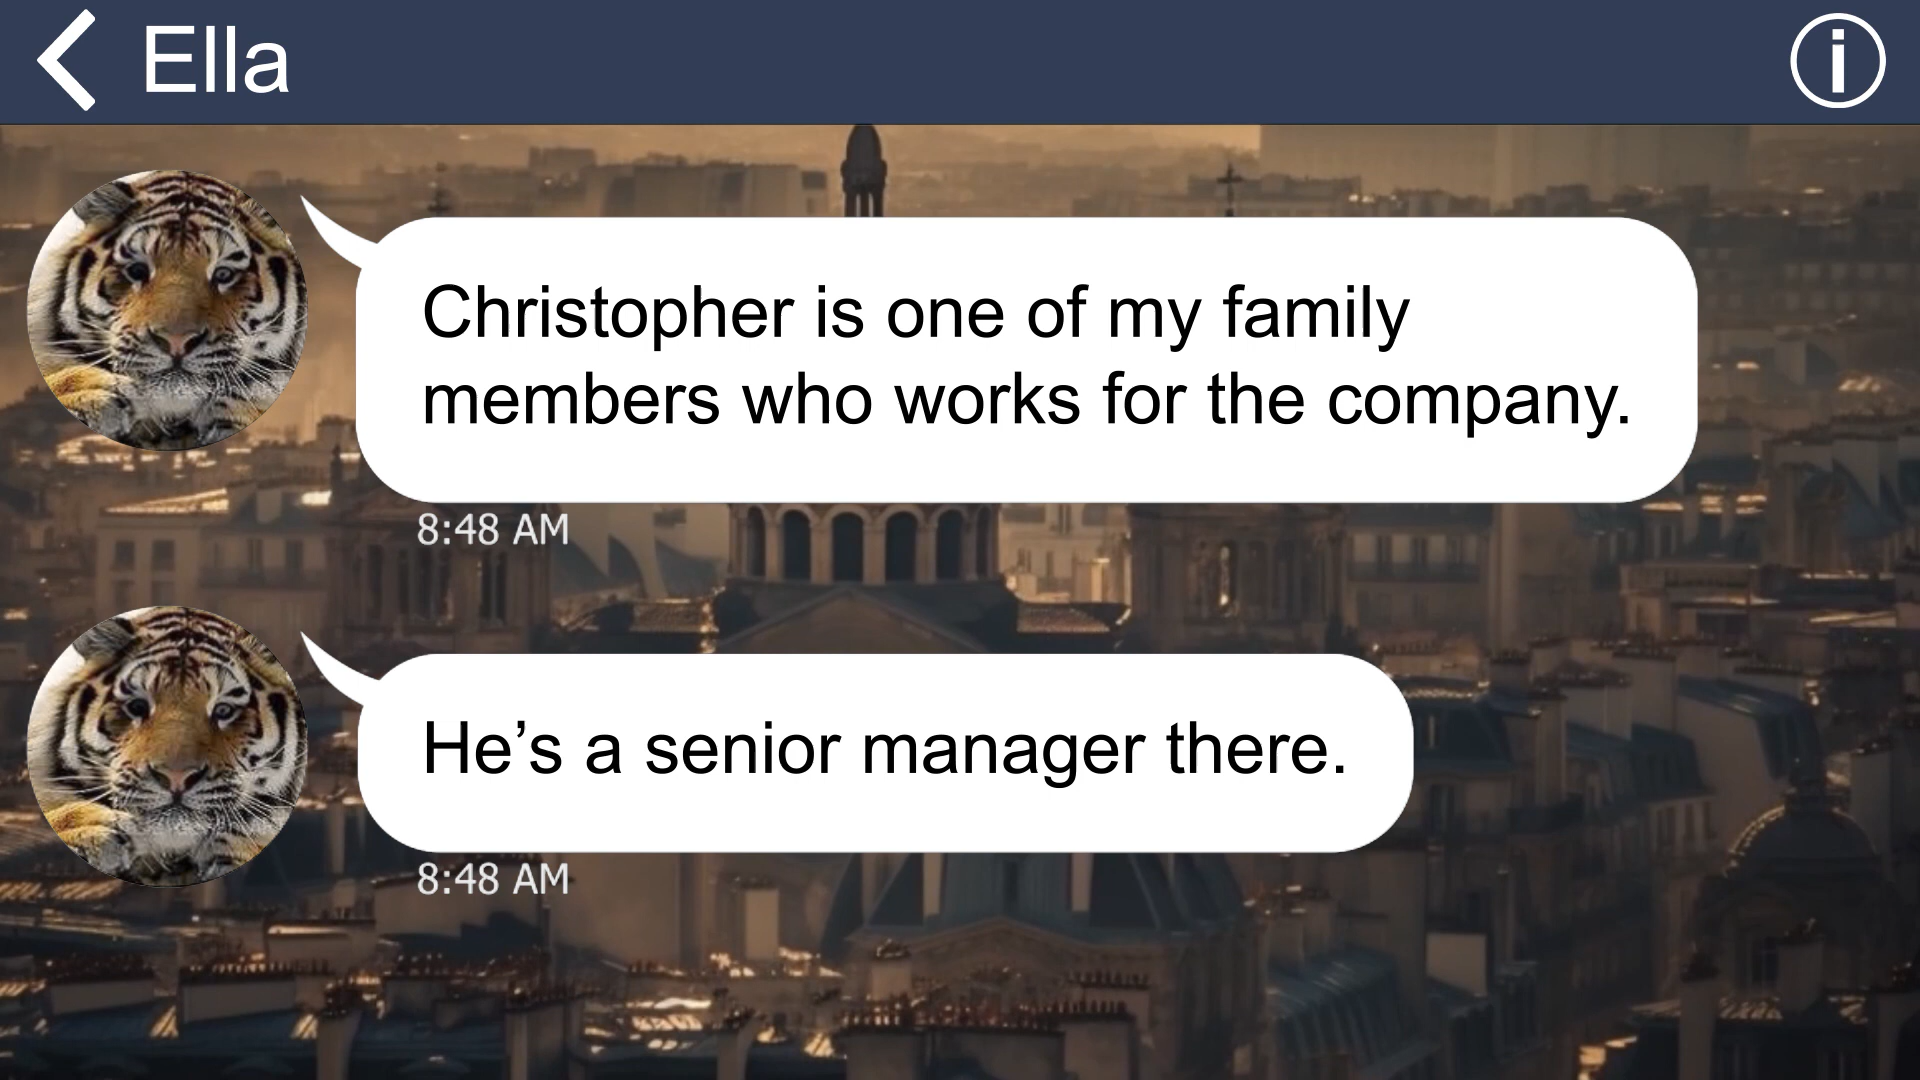 Ella
Christopher is one of my family
members who works for the company.
8:48 AM
He’s a senior manager there.
8:48 AM